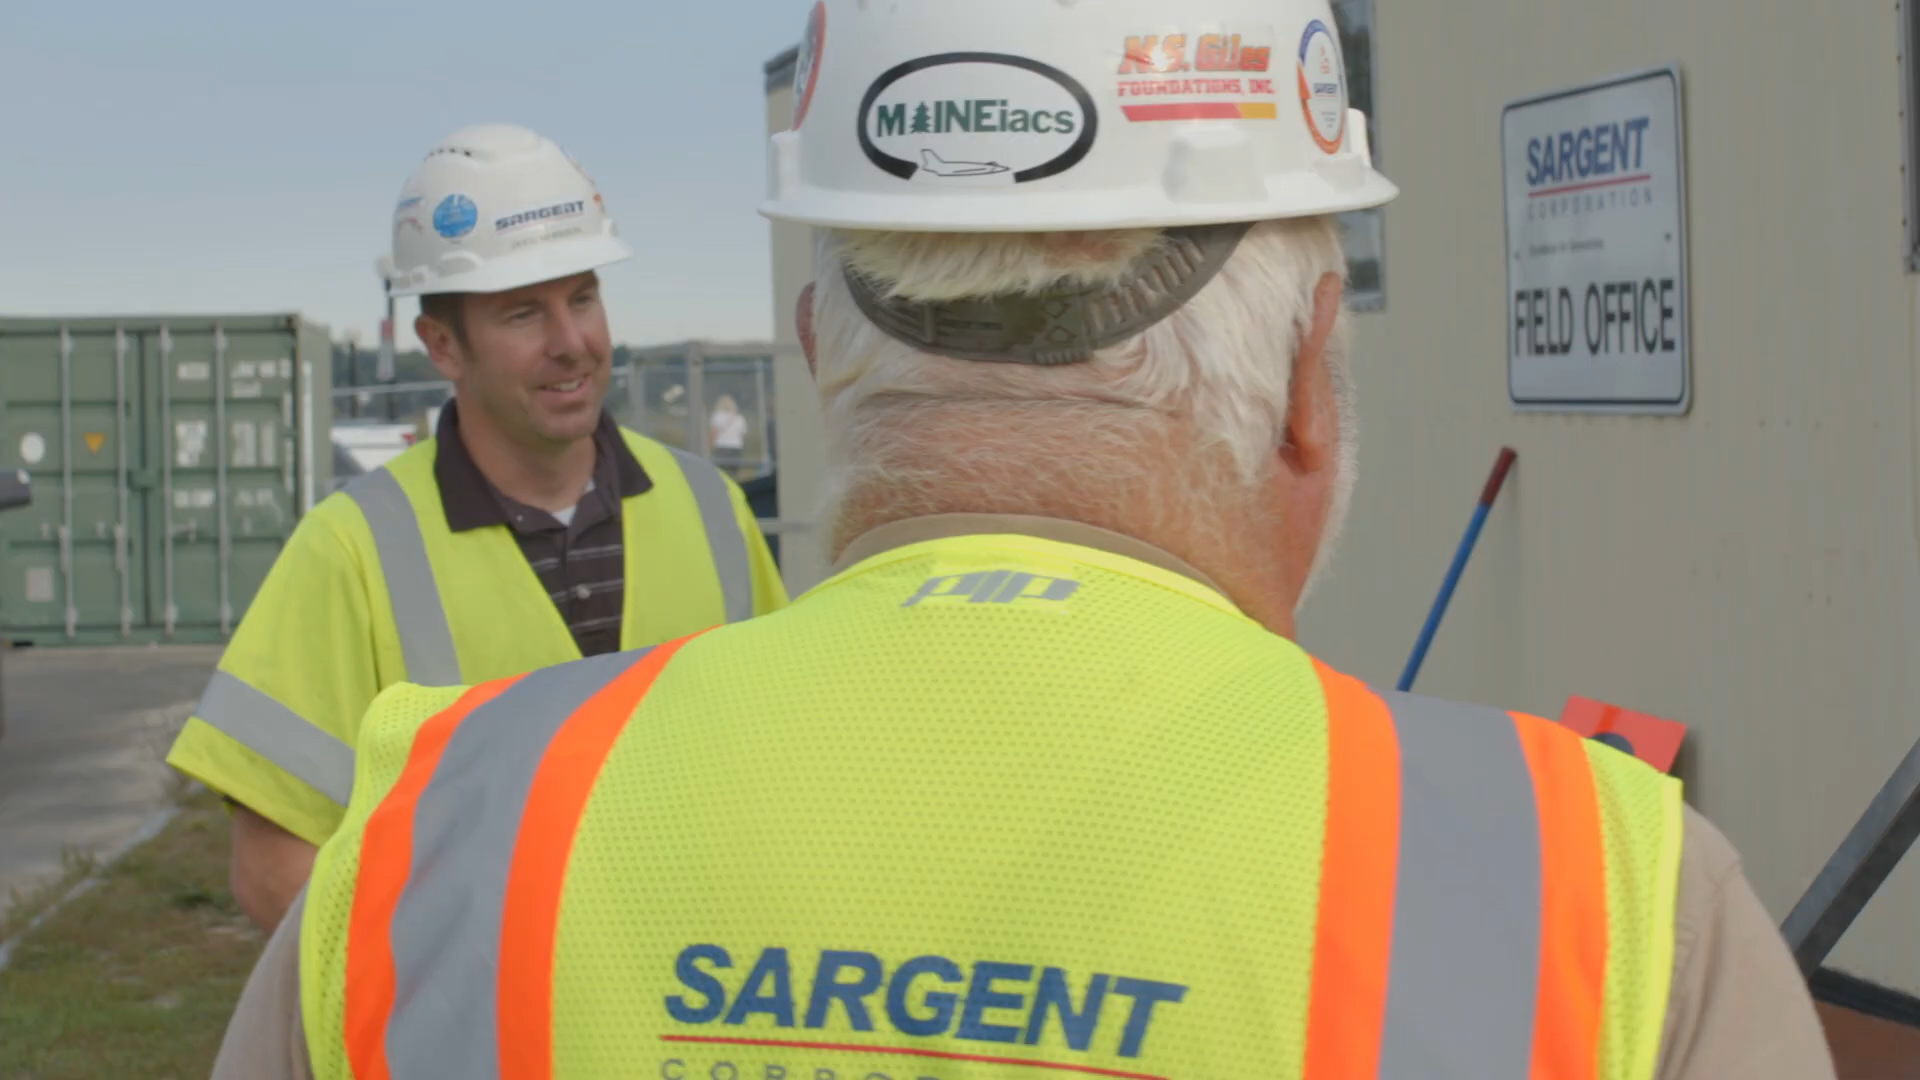 MAINEiacs
N.S. Giles
FOUNDATIONS, INC.
SARGENT
SARGENT
CORPORATION
FIELD OFFICE
pip
SARGENT